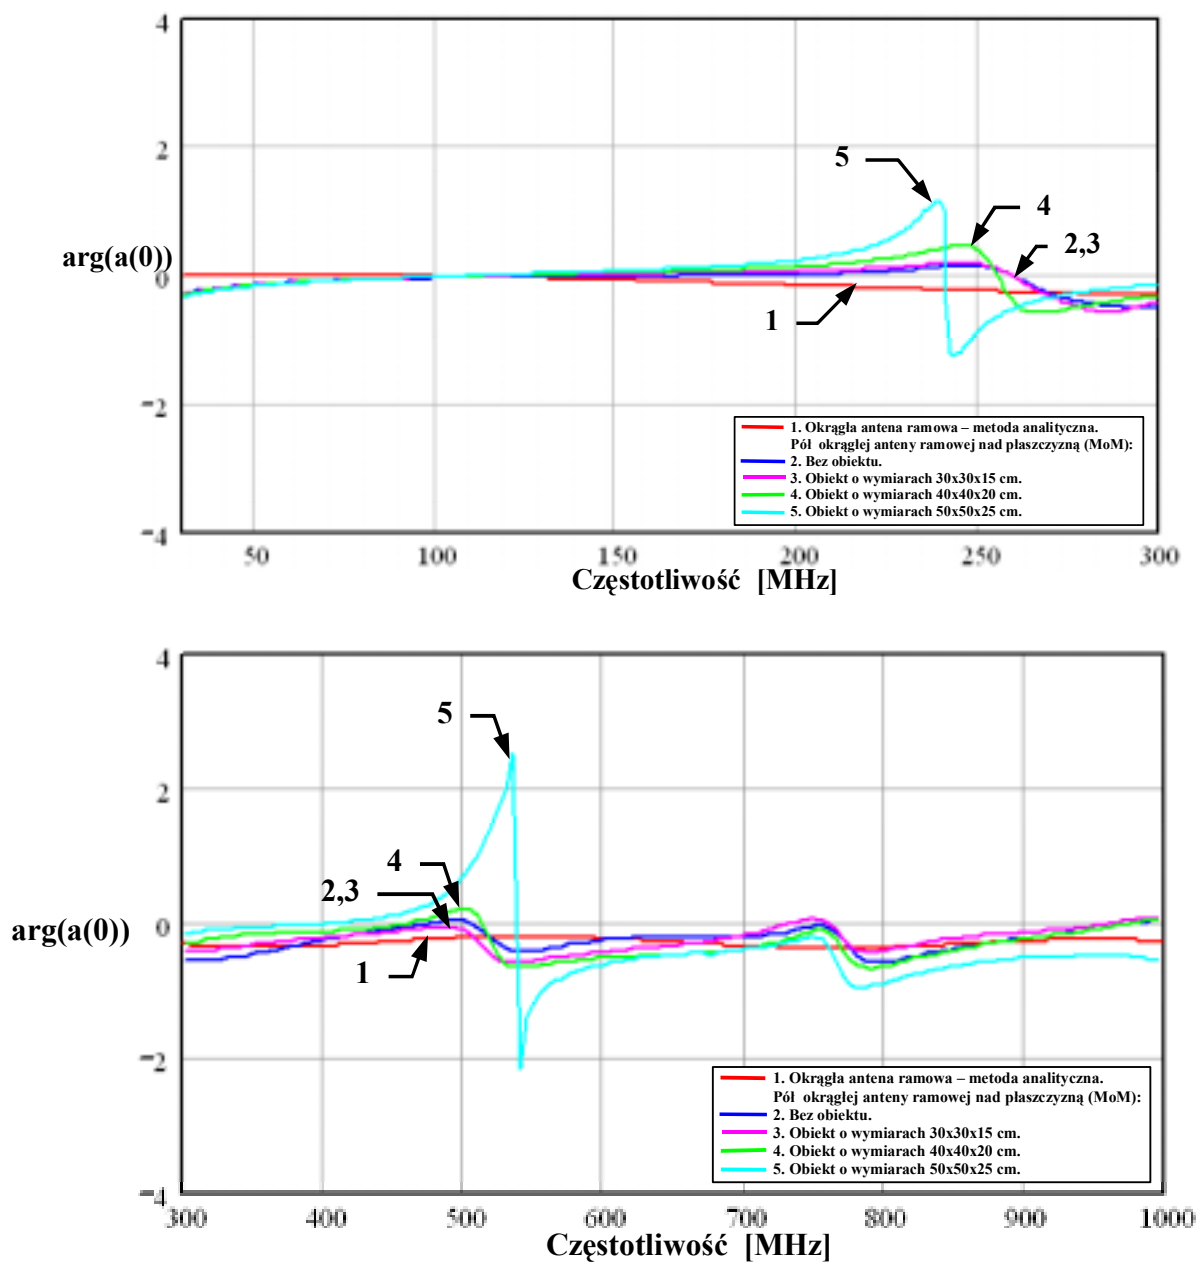 4
2
arg(a(0))
0
−2
−4
5
4
2,3
1
1. Okrągła antena ramowa – metoda analityczna.
Pół okrągłej anteny ramowej nad płaszczyzną (MoM):
2. Bez obiektu.
3. Obiekt o wymiarach 30x30x15 cm.
4. Obiekt o wymiarach 40x40x20 cm.
5. Obiekt o wymiarach 50x50x25 cm.
50 100 150 200 250 300
Częstotliwość [MHz]
4
2
arg(a(0))
0
−2
−4
5
4
2,3
1
1. Okrągła antena ramowa – metoda analityczna.
Pół okrągłej anteny ramowej nad płaszczyzną (MoM):
2. Bez obiektu.
3. Obiekt o wymiarach 30x30x15 cm.
4. Obiekt o wymiarach 40x40x20 cm.
5. Obiekt o wymiarach 50x50x25 cm.
300 400 500 600 700 800 900 1000
Częstotliwość [MHz]